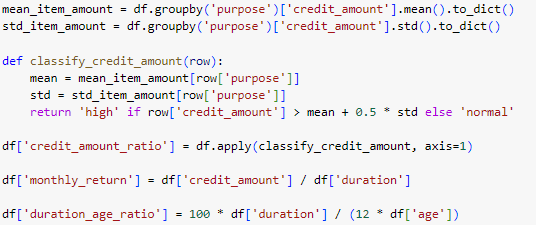 mean_item_amount = df.groupby('purpose')['credit_amount'].mean().to_dict()
std_item_amount = df.groupby('purpose')['credit_amount'].std().to_dict()

def classify_credit_amount(row):
    mean = mean_item_amount[row['purpose']]
    std = std_item_amount[row['purpose']]
    return 'high' if row['credit_amount'] > mean + 0.5 * std else 'normal'

df['credit_amount_ratio'] = df.apply(classify_credit_amount, axis=1)

df['monthly_return'] = df['credit_amount'] / df['duration']

df['duration_age_ratio'] = 100 * df['duration'] / (12 * df['age'])